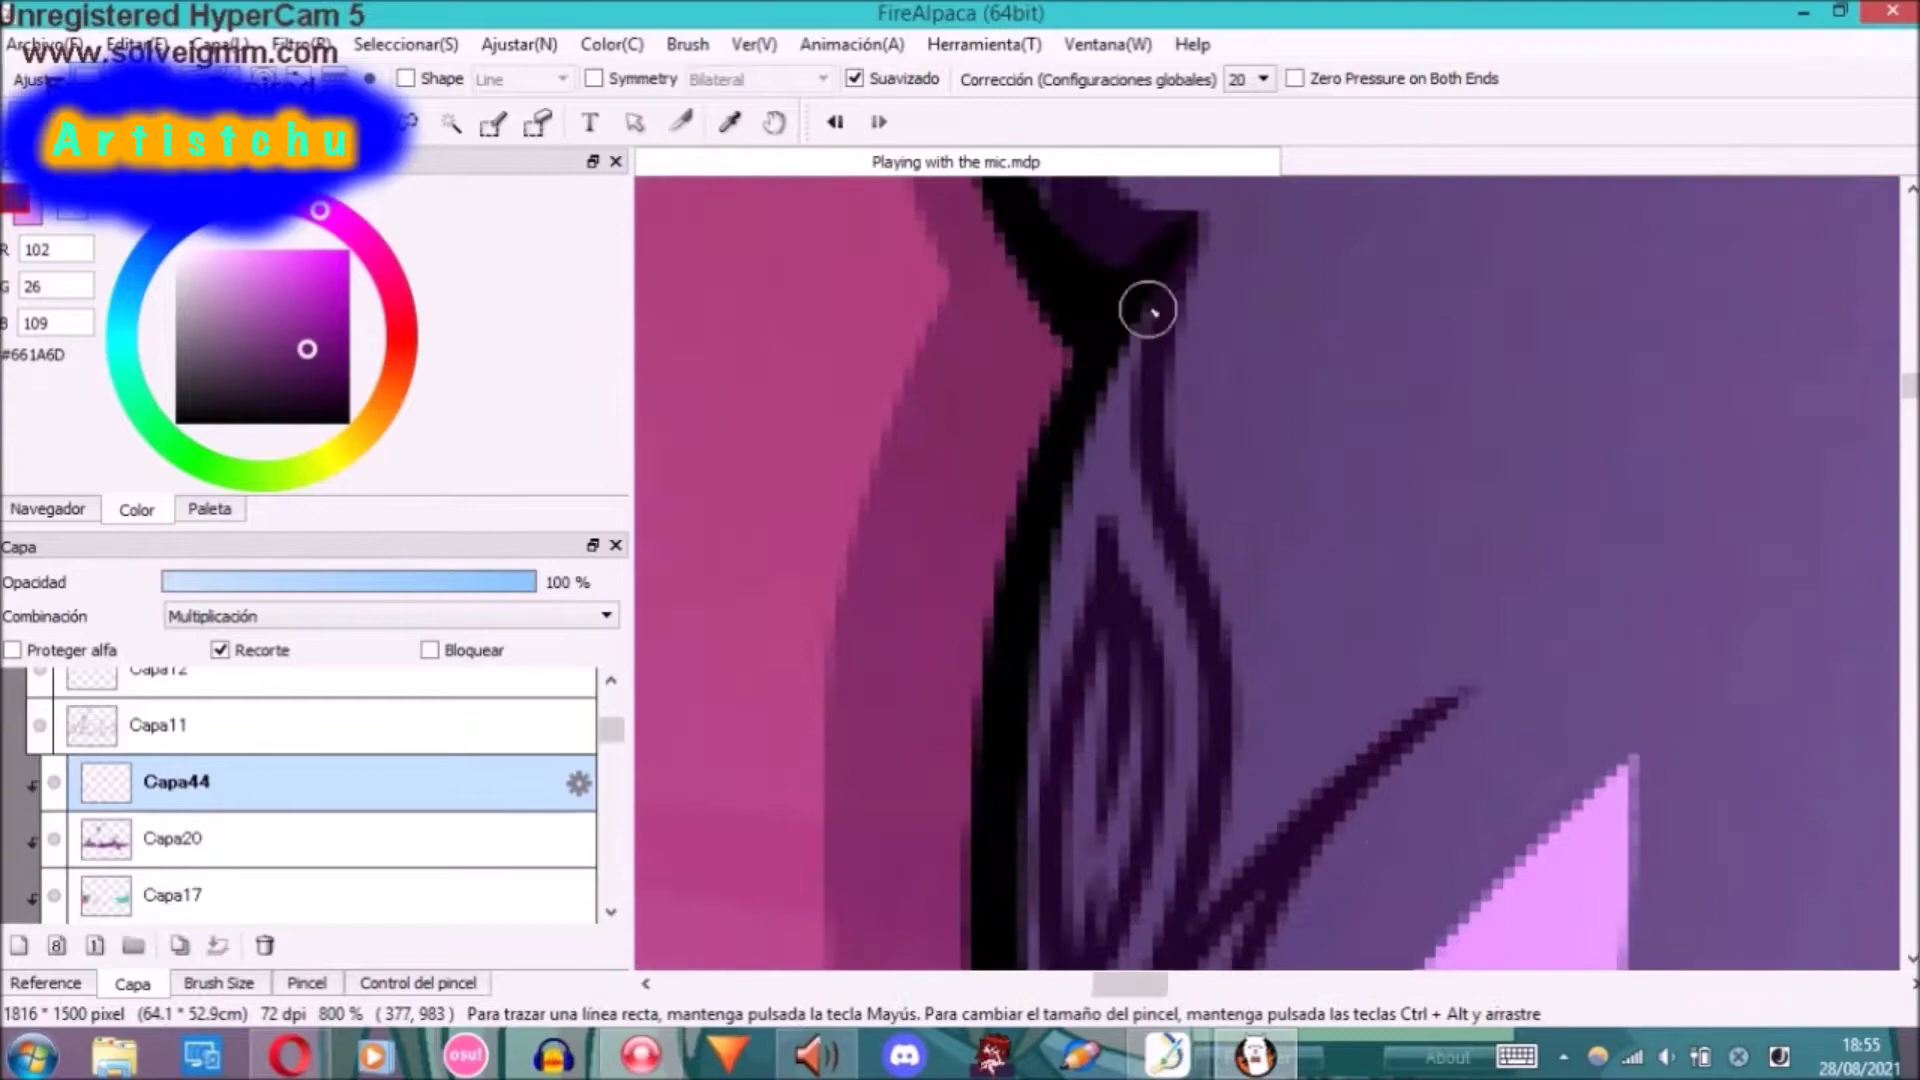 Unregistered HyperCam 5
www.solveigmm.com
FireAlpaca (64bit)
Archivo(F) Editar(E) Capa(L) Filtro(R) Seleccionar(S) Ajustar(N) Color(C) Brush Ver(V) Animación(A) Herramienta(T) Ventana(W) Help
Shape Line Symmetry Bilateral Suavizado Corrección (Configuraciones globales) 20 Zero Pressure on Both Ends
Artistchu
Playing with the mic.mdp
R 102
G 26
B 109
#661A6D
Navegador Color Paleta
Capa
Opacidad 100 %
Combinación Multiplicación
Proteger alfa Recorte Bloquear
Capa12
Capa11
Capa44
Capa20
Capa17
8 1
Reference Capa Brush Size Pincel Control del pincel
1816 * 1500 pixel (64.1 * 52.9cm) 72 dpi 800 % ( 377, 983 ) Para trazar una línea recta, mantenga pulsada la tecla Mayús. Para cambiar el tamaño del pincel, mantenga pulsada las teclas Ctrl + Alt y arrastre
osu!
About
18:55
28/08/2021